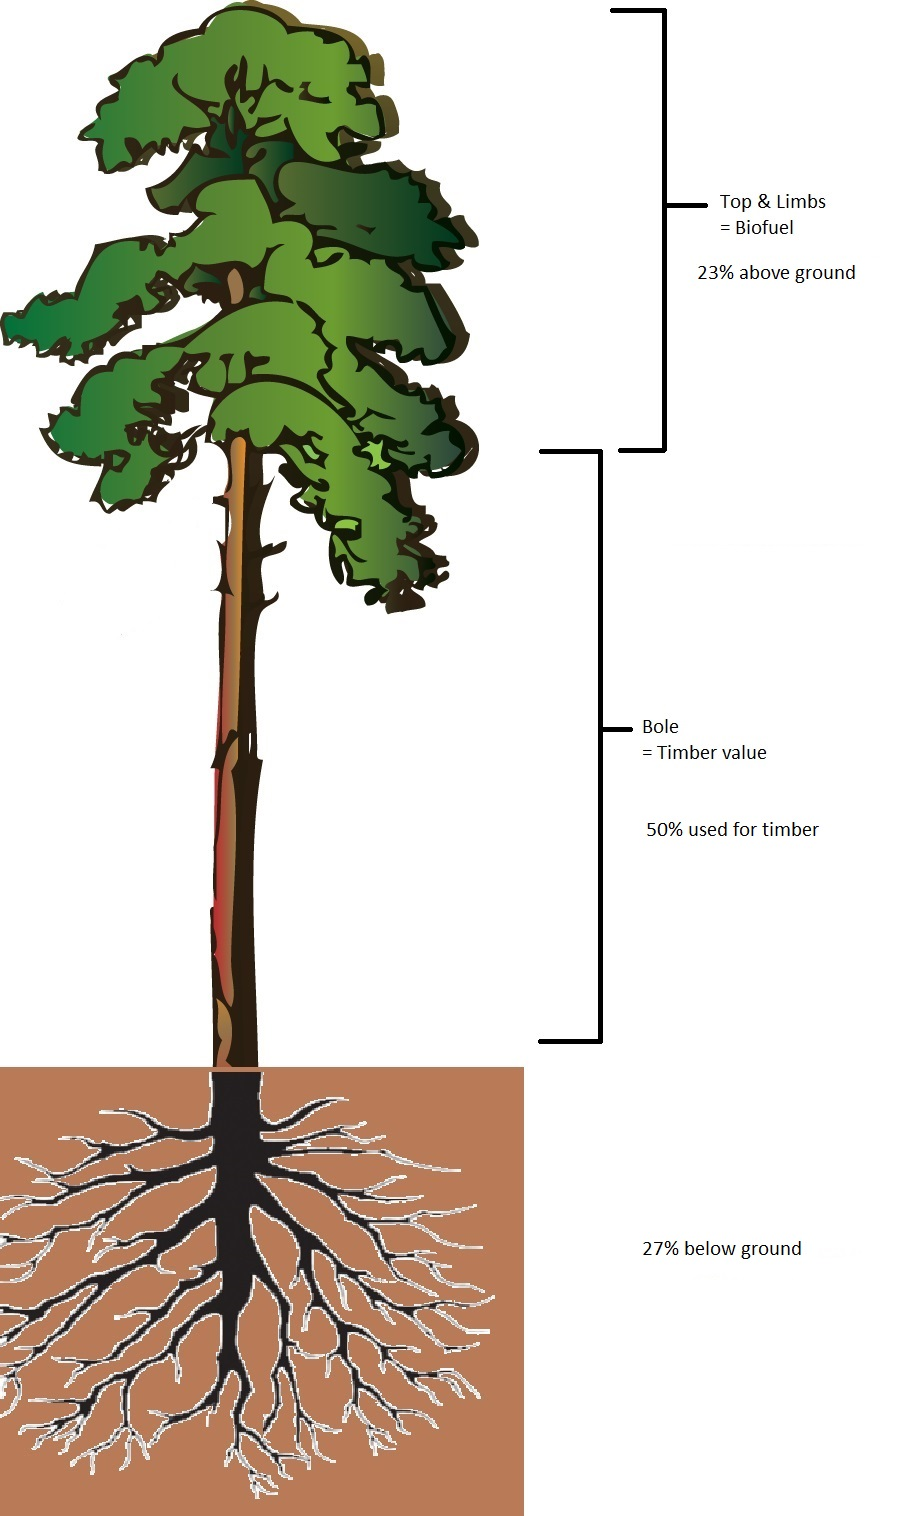 Top & Limbs
= Biofuel
23% above ground
Bole
= Timber value
50% used for timber
27% below ground